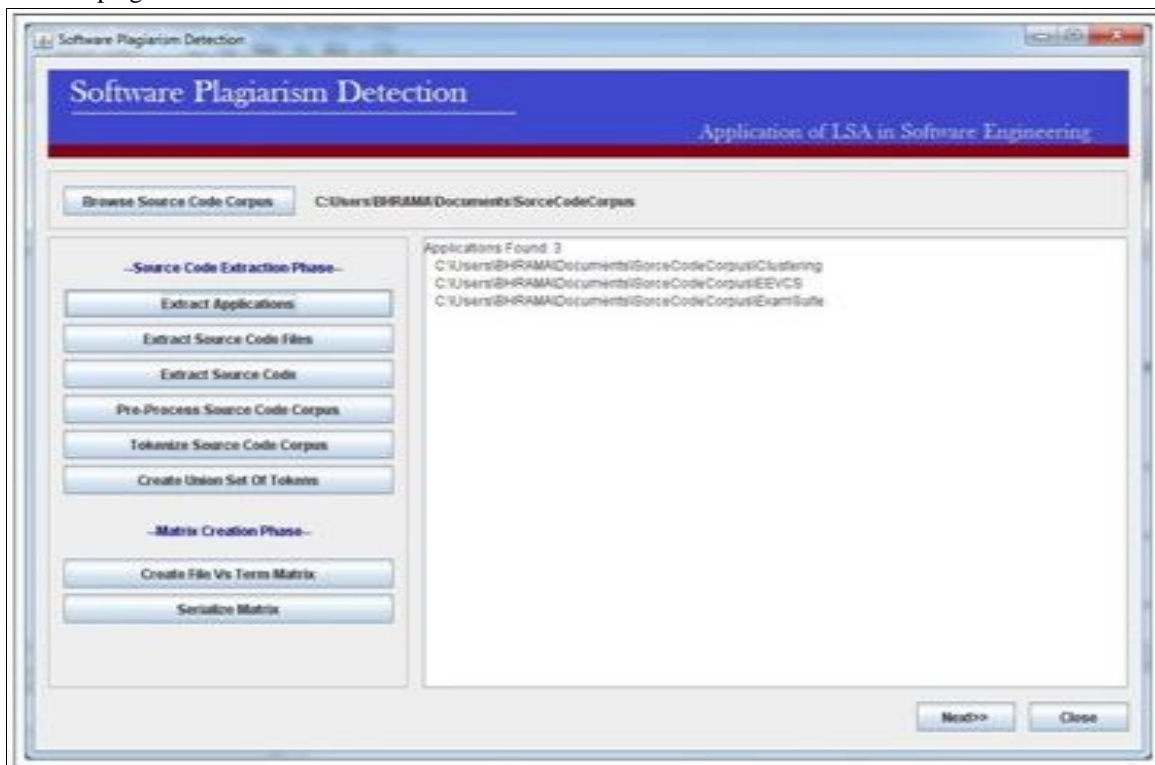 Software Plagiarism Detection
Software Plagiarism Detection
Application of LSA in Software Engineering
Browse Source Code Corpus C:\Users\BHRAMA\Documents\SorceCodeCorpus
--Source Code Extraction Phase--
Extract Applications
Extract Source Code Files
Extract Source Code
Pre-Process Source Code Corpus
Tokenize Source Code Corpus
Create Union Set Of Tokens
--Matrix Creation Phase--
Create File Vs Term Matrix
Serialize Matrix
Applications Found 3
C:\Users\BHRAMA\Documents\SorceCodeCorpus\Clustering
C:\Users\BHRAMA\Documents\SorceCodeCorpus\EEVCS
C:\Users\BHRAMA\Documents\SorceCodeCorpus\ExamSuite
Next>> Close